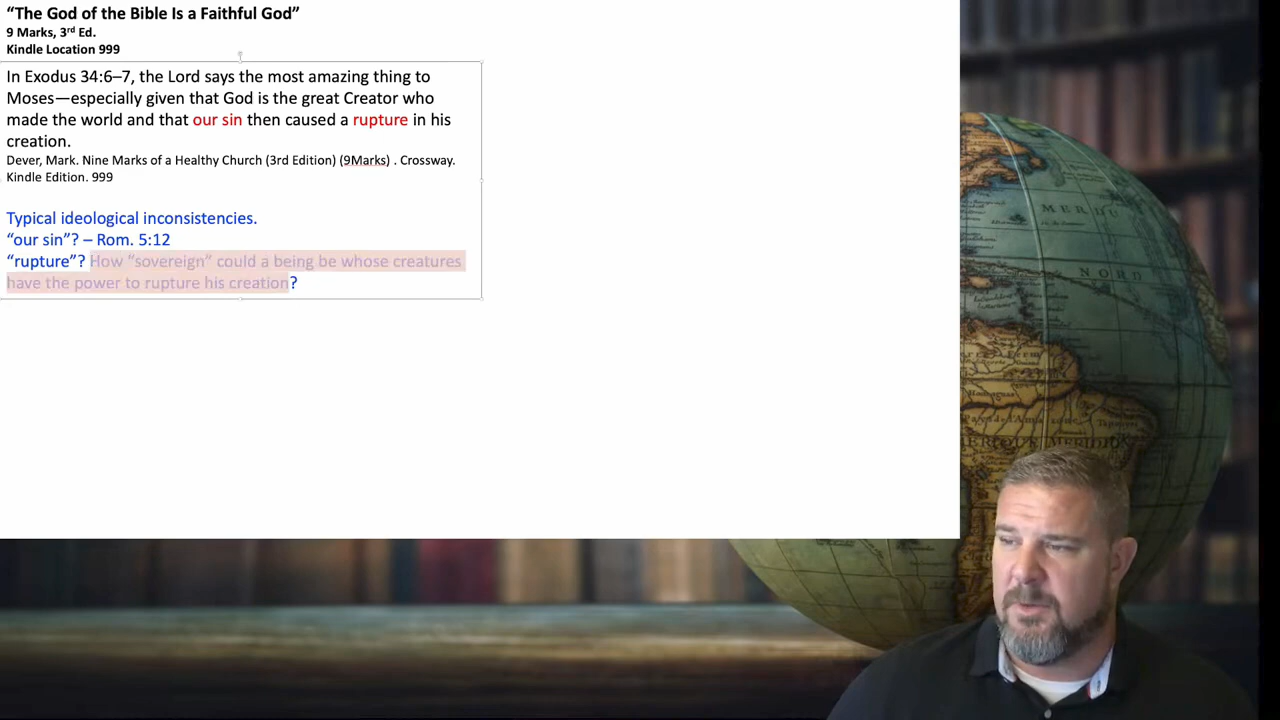 “The God of the Bible Is a Faithful God”
9 Marks, 3rd Ed.
Kindle Location 999
In Exodus 34:6–7, the Lord says the most amazing thing to
Moses—especially given that God is the great Creator who
made the world and that our sin then caused a rupture in his
creation.
Dever, Mark. Nine Marks of a Healthy Church (3rd Edition) (9Marks) . Crossway.
Kindle Edition. 999
Typical ideological inconsistencies.
“our sin”? – Rom. 5:12
“rupture”? How “sovereign” could a being be whose creatures
have the power to rupture his creation?
MERDU
NORD